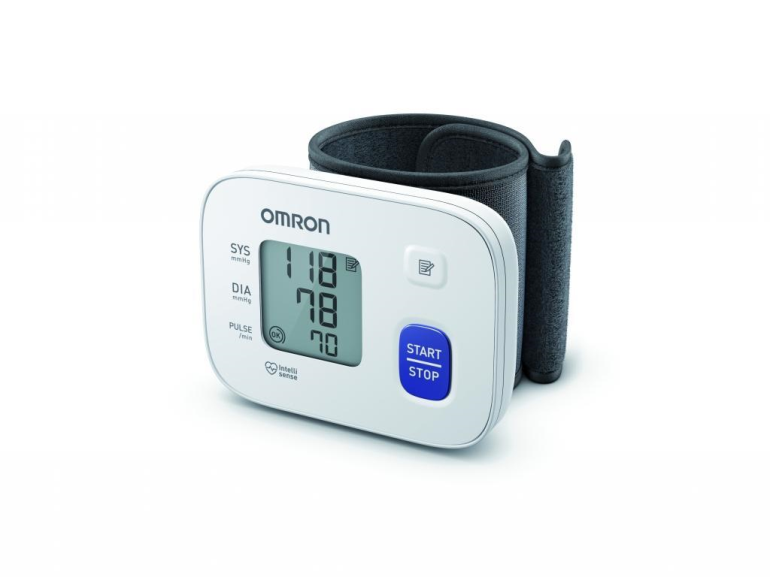 OMRON
SYS
mmHg
118
DIA
mmHg
78
PULSE
/min
OK
70
intelli
sense
START
STOP